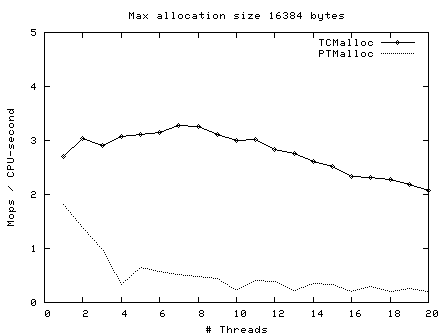 Max allocation size 16384 bytes
TCMalloc
PTMalloc
5
4
3
2
1
0
Mops / CPU-second
0 2 4 6 8 10 12 14 16 18 20
# Threads